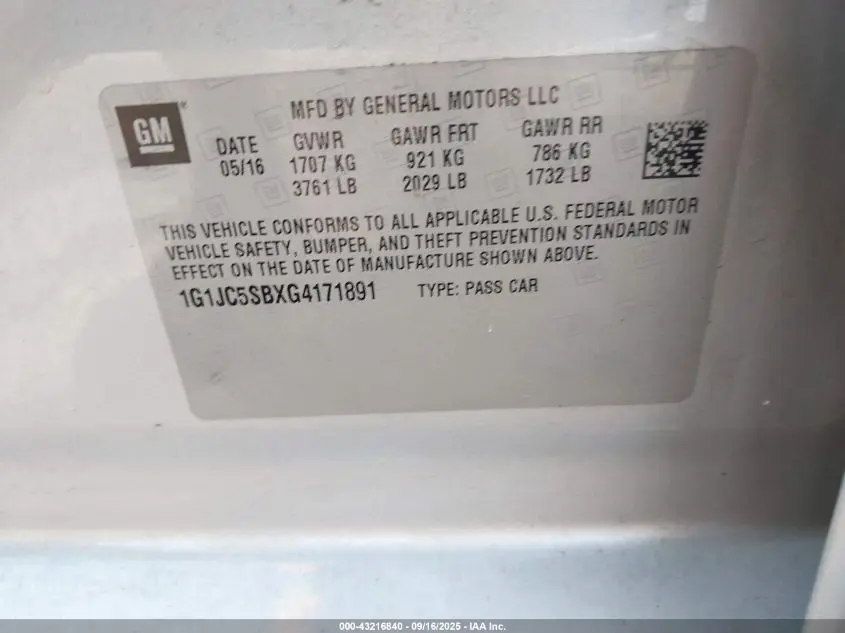 GM
MFD BY GENERAL MOTORS LLC
DATE GVWR GAWR FRT GAWR RR
05/16 1707 KG 921 KG 786 KG
3761 LB 2029 LB 1732 LB
THIS VEHICLE CONFORMS TO ALL APPLICABLE U.S. FEDERAL MOTOR
VEHICLE SAFETY, BUMPER, AND THEFT PREVENTION STANDARDS IN
EFFECT ON THE DATE OF MANUFACTURE SHOWN ABOVE.
1G1JC5SBXG4171891 TYPE: PASS CAR
000-43216840 - 09/16/2025 - IAA Inc.